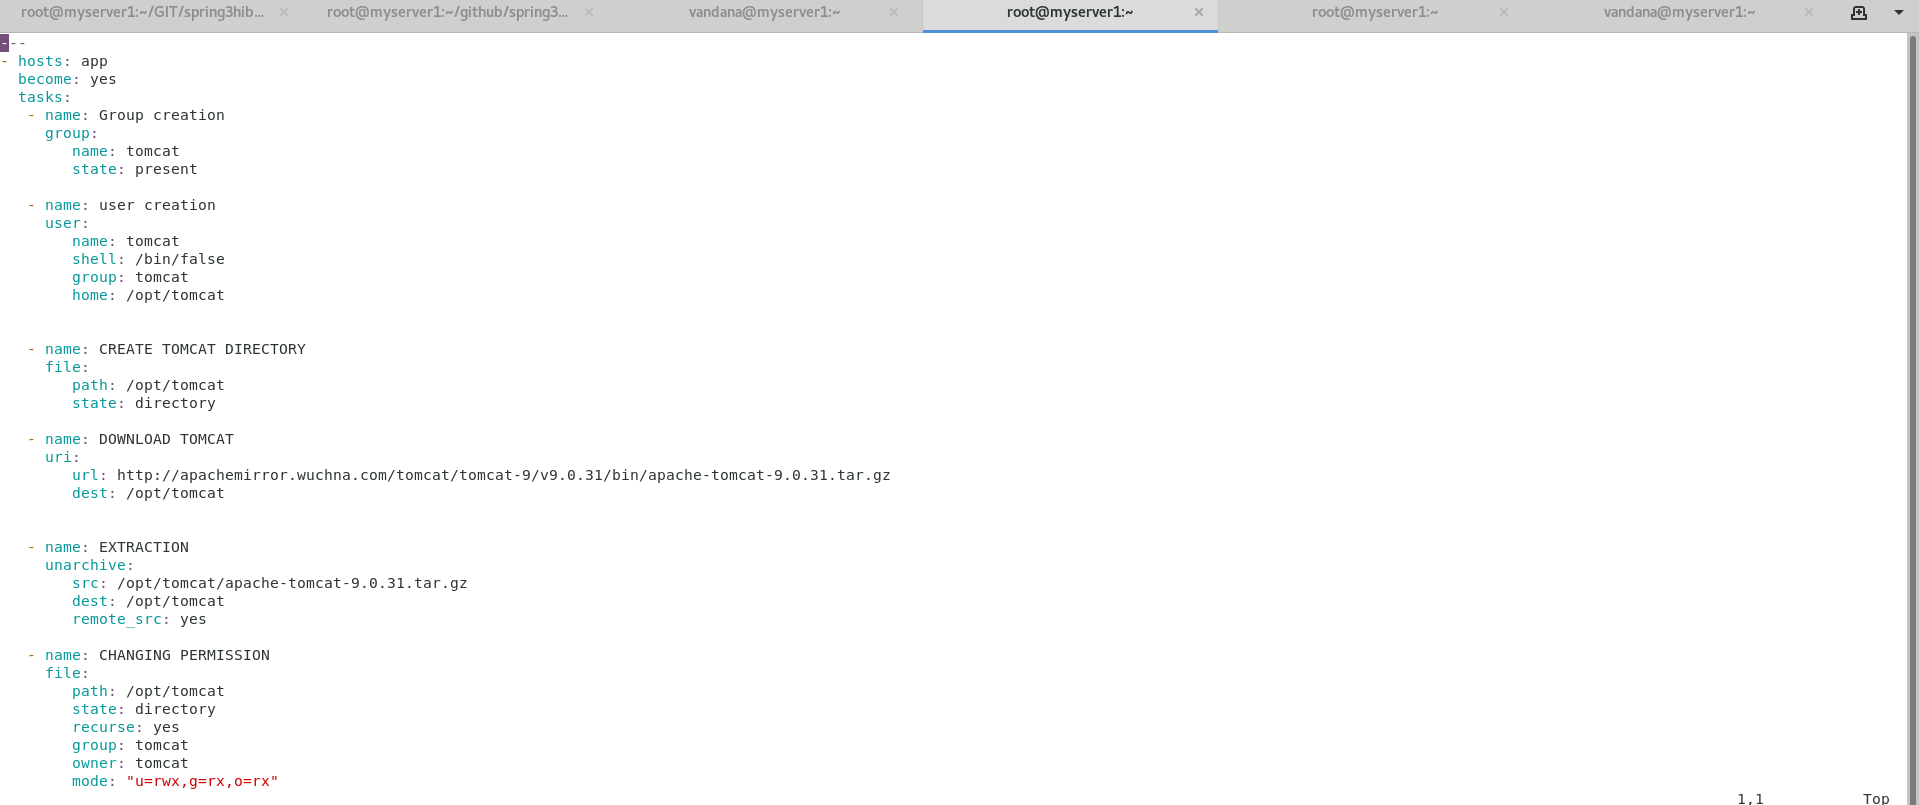 root@myserver1:~/GIT/spring3hib... × root@myserver1:~/github/spring3... × vandana@myserver1:~ × root@myserver1:~ × root@myserver1:~ × vandana@myserver1:~ ×
---
- hosts: app
  become: yes
  tasks:
   - name: Group creation
     group:
        name: tomcat
        state: present

   - name: user creation
     user:
        name: tomcat
        shell: /bin/false
        group: tomcat
        home: /opt/tomcat


   - name: CREATE TOMCAT DIRECTORY
     file:
        path: /opt/tomcat
        state: directory

   - name: DOWNLOAD TOMCAT
     uri:
        url: http://apachemirror.wuchna.com/tomcat/tomcat-9/v9.0.31/bin/apache-tomcat-9.0.31.tar.gz
        dest: /opt/tomcat


   - name: EXTRACTION
     unarchive:
        src: /opt/tomcat/apache-tomcat-9.0.31.tar.gz
        dest: /opt/tomcat
        remote_src: yes

   - name: CHANGING PERMISSION
     file:
        path: /opt/tomcat
        state: directory
        recurse: yes
        group: tomcat
        owner: tomcat
        mode: "u=rwx,g=rx,o=rx"
1,1 Top